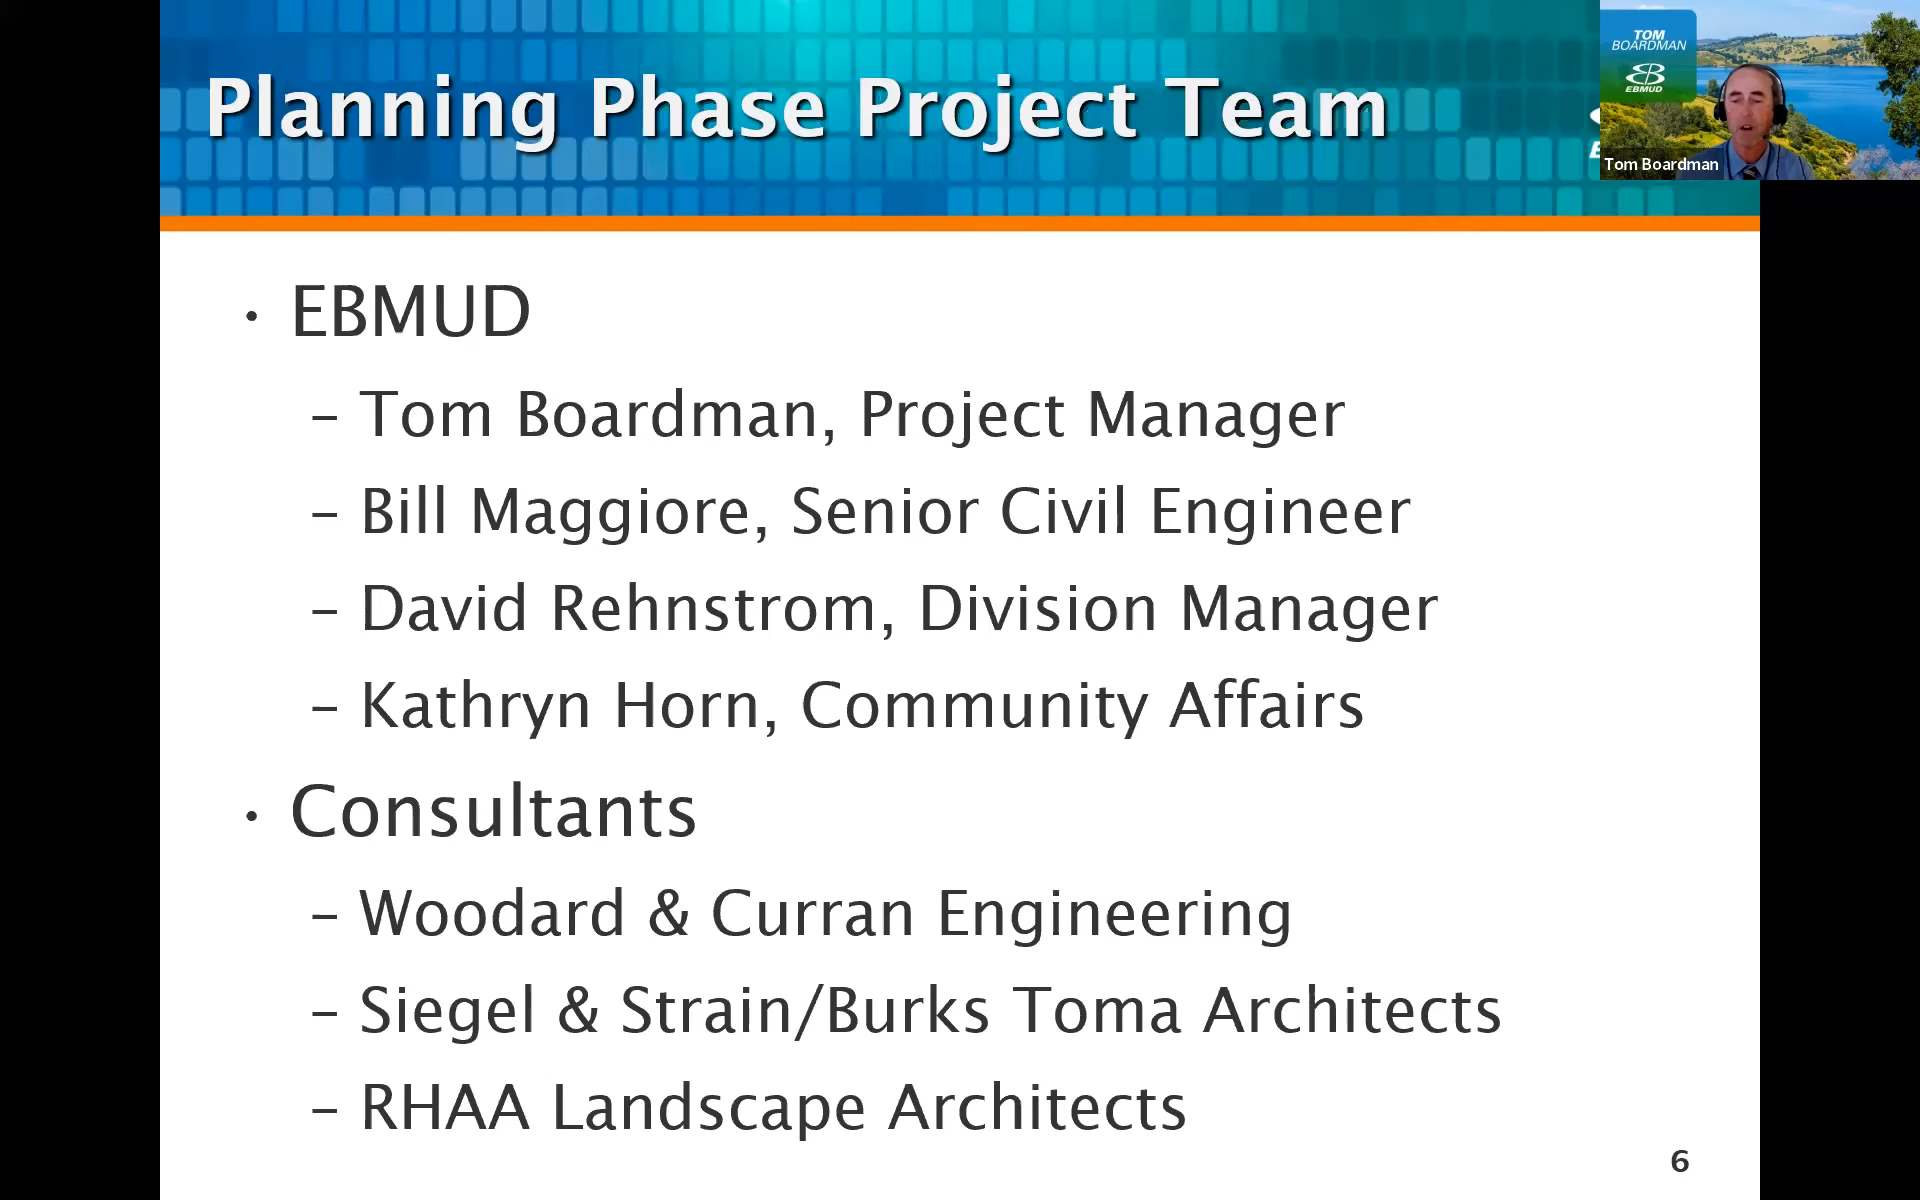 Planning Phase Project Team
TOM
BOARDMAN
EBMUD
Tom Boardman
• EBMUD
– Tom Boardman, Project Manager
– Bill Maggiore, Senior Civil Engineer
– David Rehnstrom, Division Manager
– Kathryn Horn, Community Affairs
• Consultants
– Woodard & Curran Engineering
– Siegel & Strain/Burks Toma Architects
– RHAA Landscape Architects
6